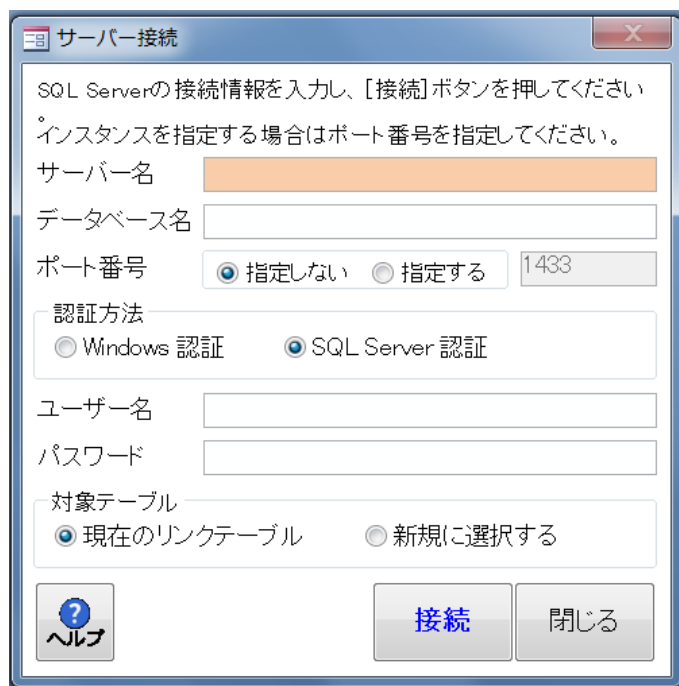 サーバー接続
SQL Serverの接続情報を入力し、[接続]ボタンを押してください
。
インスタンスを指定する場合はポート番号を指定してください。
サーバー名
データベース名
ポート番号 指定しない 指定する 1433
認証方法
Windows 認証 SQL Server 認証
ユーザー名
パスワード
対象テーブル
現在のリンクテーブル 新規に選択する
?
ヘルプ 接続 閉じる